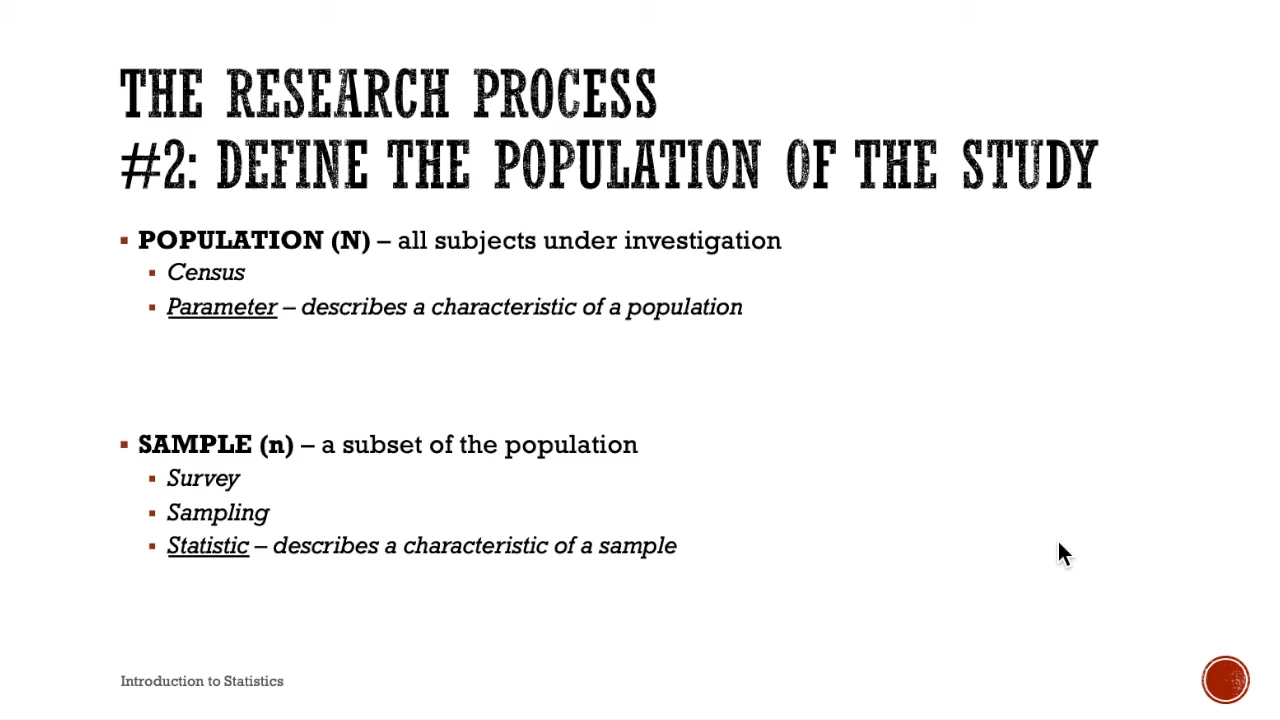 THE RESEARCH PROCESS
#2: DEFINE THE POPULATION OF THE STUDY
▪ POPULATION (N) – all subjects under investigation
▪ Census
▪ Parameter – describes a characteristic of a population
▪ SAMPLE (n) – a subset of the population
▪ Survey
▪ Sampling
▪ Statistic – describes a characteristic of a sample
Introduction to Statistics